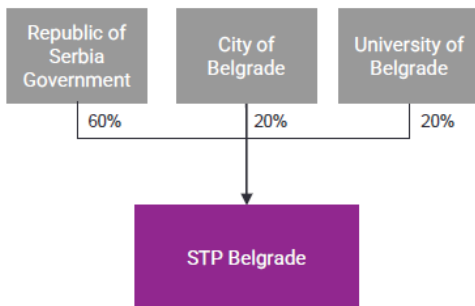 Republic of
Serbia
Government
City of
Belgrade
University of
Belgrade
60%
20%
20%
STP Belgrade